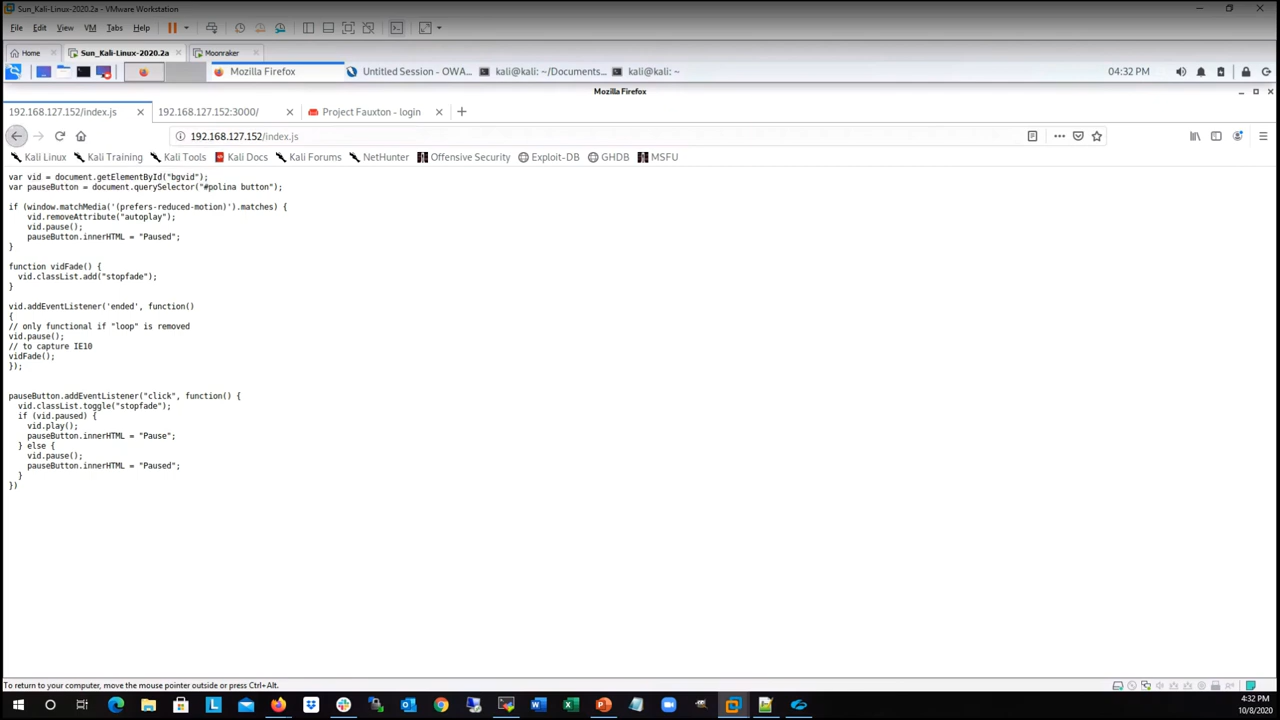 Sun_Kali-Linux-2020.2a - VMware Workstation
File Edit View VM Tabs Help
Home Sun_Kali-Linux-2020.2a Moonraker
Mozilla Firefox Untitled Session - OWA... kali@kali: ~/Documents... kali@kali: ~ 04:32 PM
Mozilla Firefox
192.168.127.152/index.js 192.168.127.152:3000/ Project Fauxton - login
192.168.127.152/index.js
Kali Linux Kali Training Kali Tools Kali Docs Kali Forums NetHunter Offensive Security Exploit-DB GHDB MSFU
var vid = document.getElementById("bgvid");
var pauseButton = document.querySelector("#polina button");
if (window.matchMedia('(prefers-reduced-motion)').matches) {
vid.removeAttribute("autoplay");
vid.pause();
pauseButton.innerHTML = "Paused";
}
function vidFade() {
vid.classList.add("stopfade");
}
vid.addEventListener('ended', function()
{
// only functional if "loop" is removed
vid.pause();
// to capture IE10
vidFade();
});
pauseButton.addEventListener("click", function() {
vid.classList.toggle("stopfade");
if (vid.paused) {
vid.play();
pauseButton.innerHTML = "Pause";
} else {
vid.pause();
pauseButton.innerHTML = "Paused";
}
})
To return to your computer, move the mouse pointer outside or press Ctrl+Alt.
4:32 PM
10/8/2020